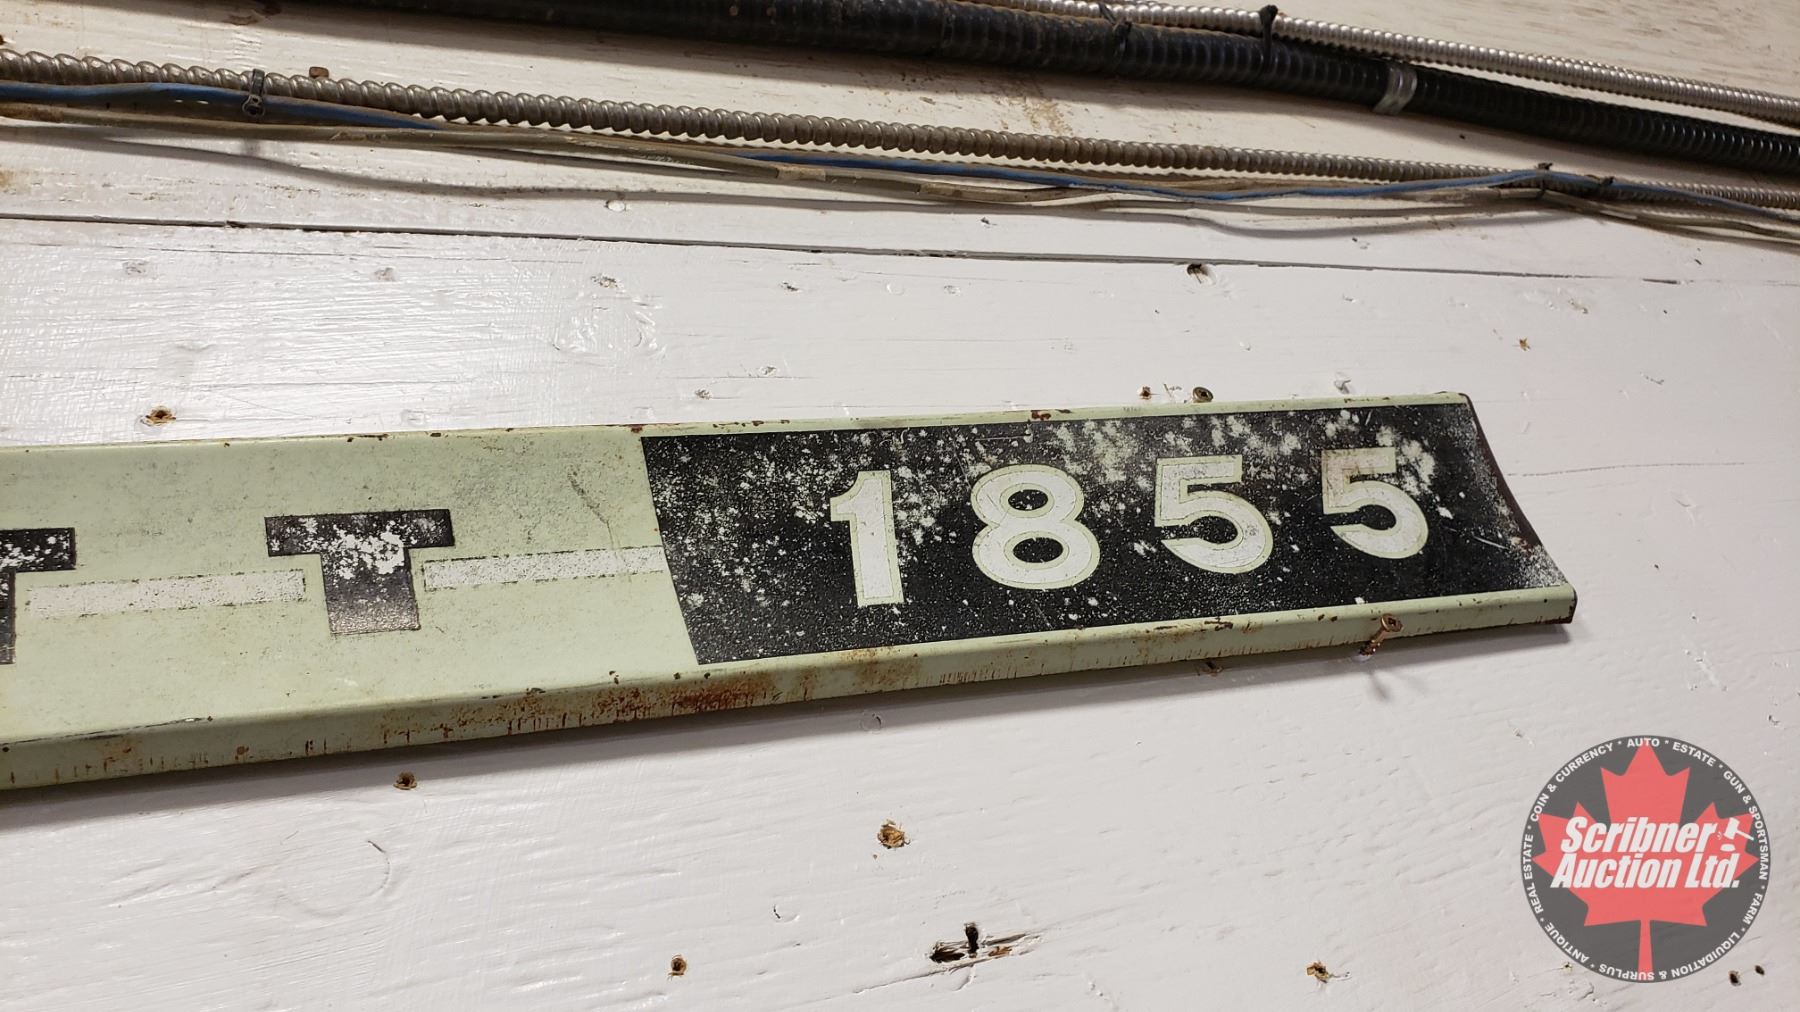 T 1855
Scribner
Auction Ltd.
REAL ESTATE * COIN & CURRENCY * AUTO * ESTATE * GUN & SPORTSMAN * FARM * LIQUIDATION & SURPLUS * ANTIQUE *